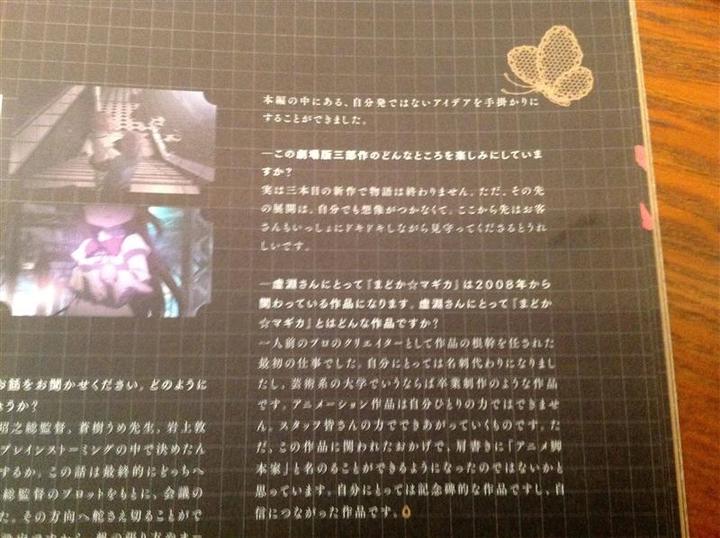 本編の中にある、自分発ではないアイデアを手掛かりに
することができました。
―この劇場版三部作のどんなところを楽しみにしていま
すか？
実は三本目の新作で物語は終わりません。ただ、その先
の展開は、自分でも想像がつかなくて。ここから先はお客
さんもいっしょにドキドキしながら見守ってくださるとうれ
しいです。
―虚淵さんにとって『まどか☆マギカ』は2008年から
関わっている作品になります。虚淵さんにとって『まどか
☆マギカ』とはどんな作品ですか？
一人前のプロのクリエイターとして作品の根幹を任された
最初の仕事でした。自分にとっては名刺代わりになりまし
たし、芸術系の大学でいうならば卒業制作のような作品
です。アニメーション作品は自分ひとりの力ではできませ
ん。スタッフ皆さんの力でできあがっていくものです。た
だ、この作品に関われたおかげで、肩書きに「アニメ脚
本家」と名のることができるようになったのではないかと
思っています。自分にとっては記念碑的な作品ですし、自
信につながった作品です。
お話をお聞かせください。どのように
ょうか？
昭之総監督、蒼樹うめ先生、岩上敦
ブレインストーミングの中で決めたん
するか。この話は最終的にどっちへ
総監督のプロットをもとに、会議の
た。その方向へ舵さえ切ることがで